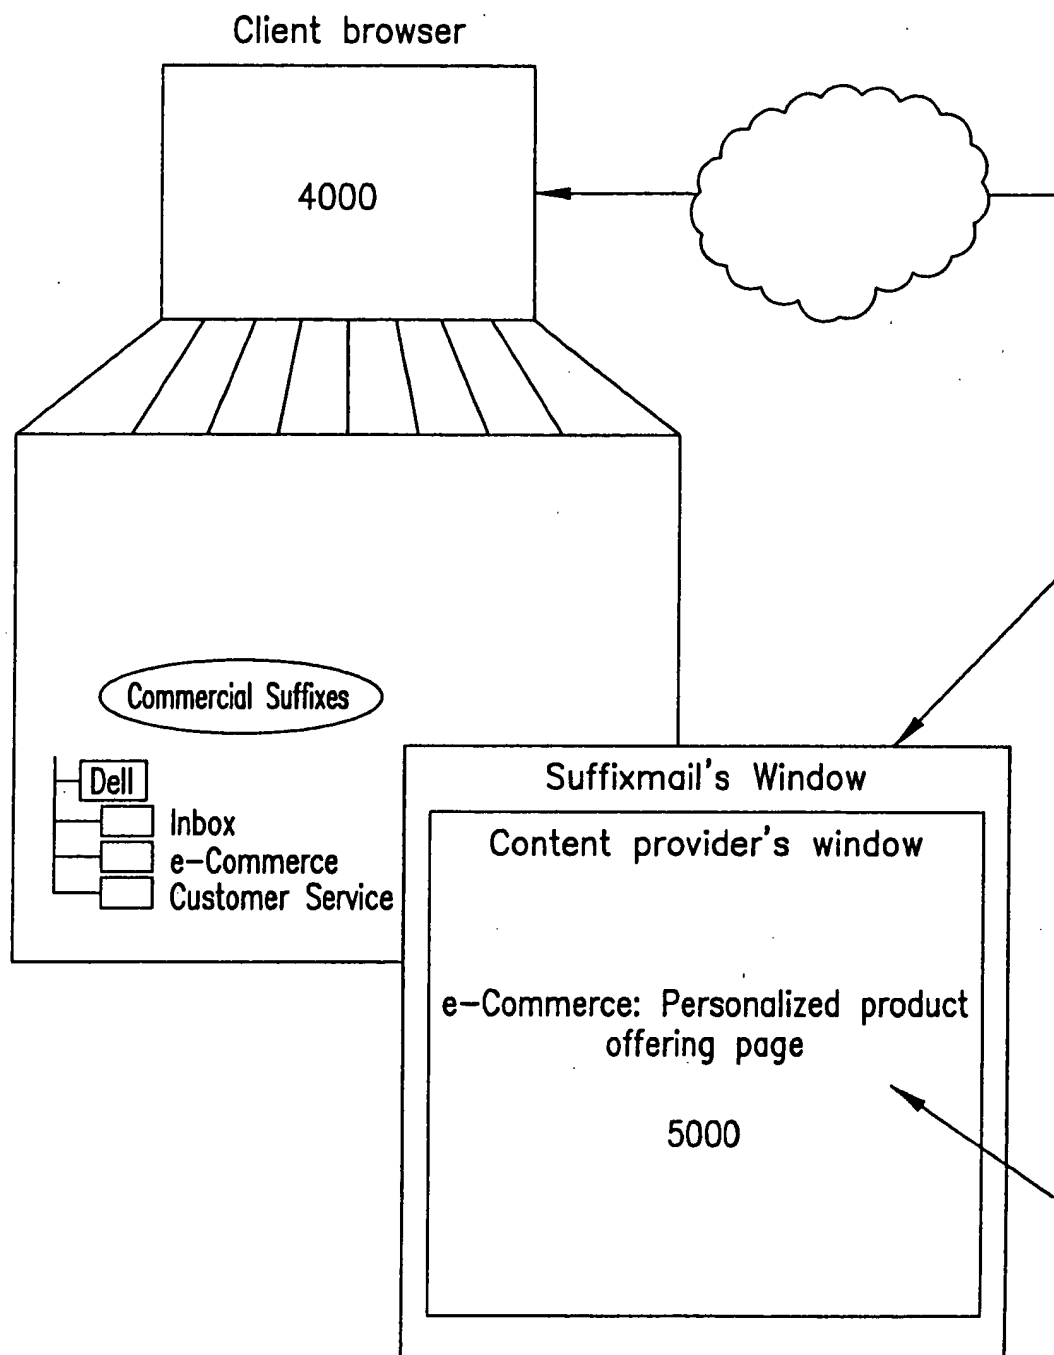 Client browser
4000
Commercial Suffixes
Dell
Inbox
e-Commerce
Customer Service
Suffixmail's Window
Content provider's window
e-Commerce: Personalized product
offering page
5000